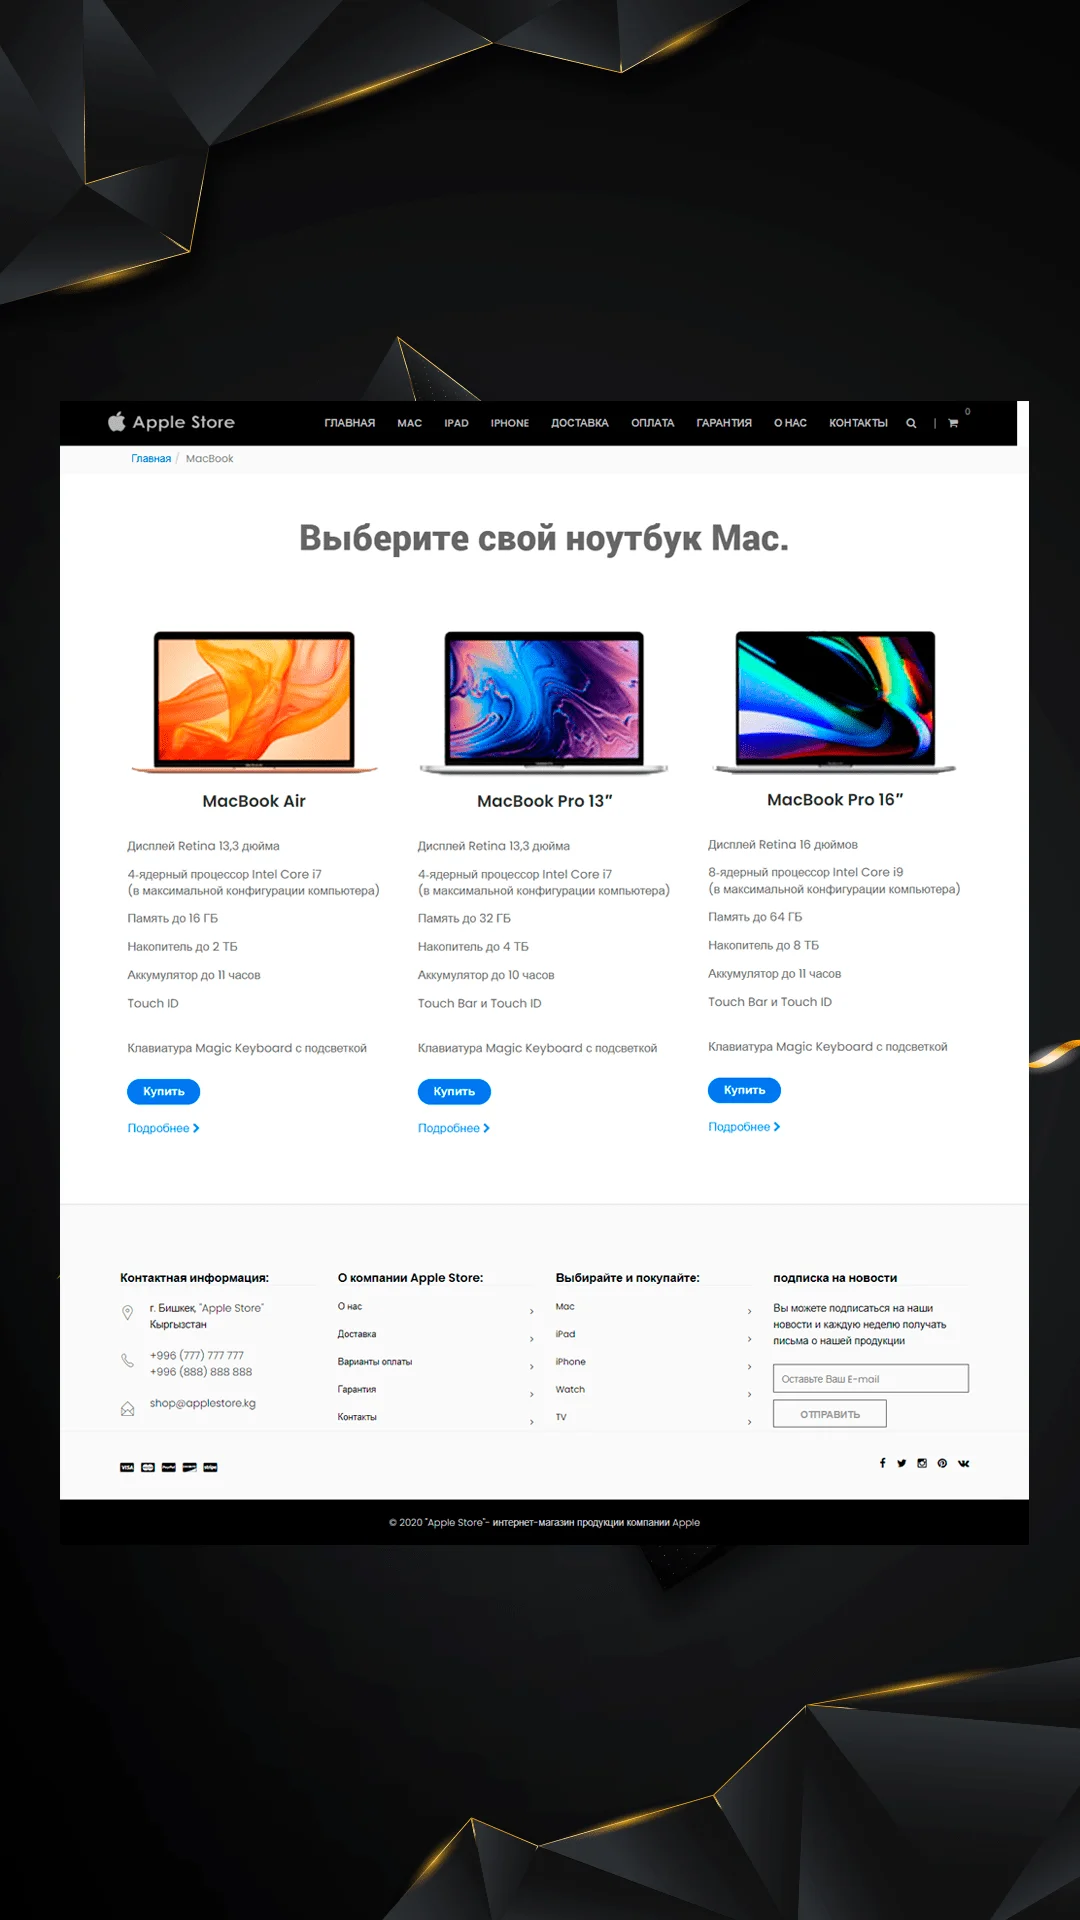 Apple Store
ГЛАВНАЯ MAC IPAD IPHONE ДОСТАВКА ОПЛАТА ГАРАНТИЯ О НАС КОНТАКТЫ | 0
Главная / MacBook
Выберите свой ноутбук Mac.
MacBook Air
Дисплей Retina 13,3 дюйма
4-ядерный процессор Intel Core i7
(в максимальной конфигурации компьютера)
Память до 16 ГБ
Накопитель до 2 ТБ
Аккумулятор до 11 часов
Touch ID
Клавиатура Magic Keyboard с подсветкой
Купить
Подробнее
MacBook Pro 13″
Дисплей Retina 13,3 дюйма
4-ядерный процессор Intel Core i7
(в максимальной конфигурации компьютера)
Память до 32 ГБ
Накопитель до 4 ТБ
Аккумулятор до 10 часов
Touch Bar и Touch ID
Клавиатура Magic Keyboard с подсветкой
Купить
Подробнее
MacBook Pro 16″
Дисплей Retina 16 дюймов
8-ядерный процессор Intel Core i9
(в максимальной конфигурации компьютера)
Память до 64 ГБ
Накопитель до 8 ТБ
Аккумулятор до 11 часов
Touch Bar и Touch ID
Клавиатура Magic Keyboard с подсветкой
Купить
Подробнее
Контактная информация:
г. Бишкек, "Apple Store"
Кыргызстан
+996 (777) 777 777
+996 (888) 888 888
shop@applestore.kg
О компании Apple Store:
О нас
Доставка
Варианты оплаты
Гарантия
Контакты
Выбирайте и покупайте:
Mac
iPad
iPhone
Watch
TV
подписка на новости
Вы можете подписаться на наши
новости и каждую неделю получать
письма о нашей продукции
Оставьте Ваш E-mail
ОТПРАВИТЬ
VISA
© 2020 "Apple Store"- интернет-магазин продукции компании Apple